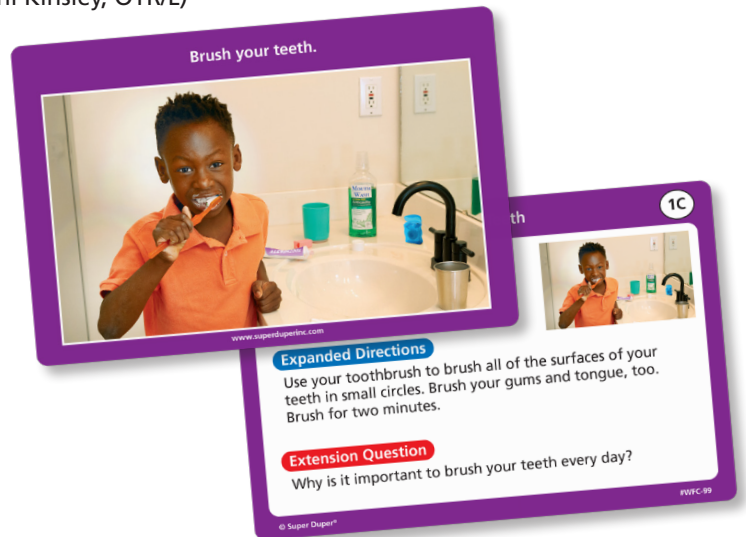 Kinsley, OTR/L)
Brush your teeth.
www.superduperinc.com
th
1C
Expanded Directions
Use your toothbrush to brush all of the surfaces of your
teeth in small circles. Brush your gums and tongue, too.
Brush for two minutes.
Extension Question
Why is it important to brush your teeth every day?
© Super Duper®
#WFC-99